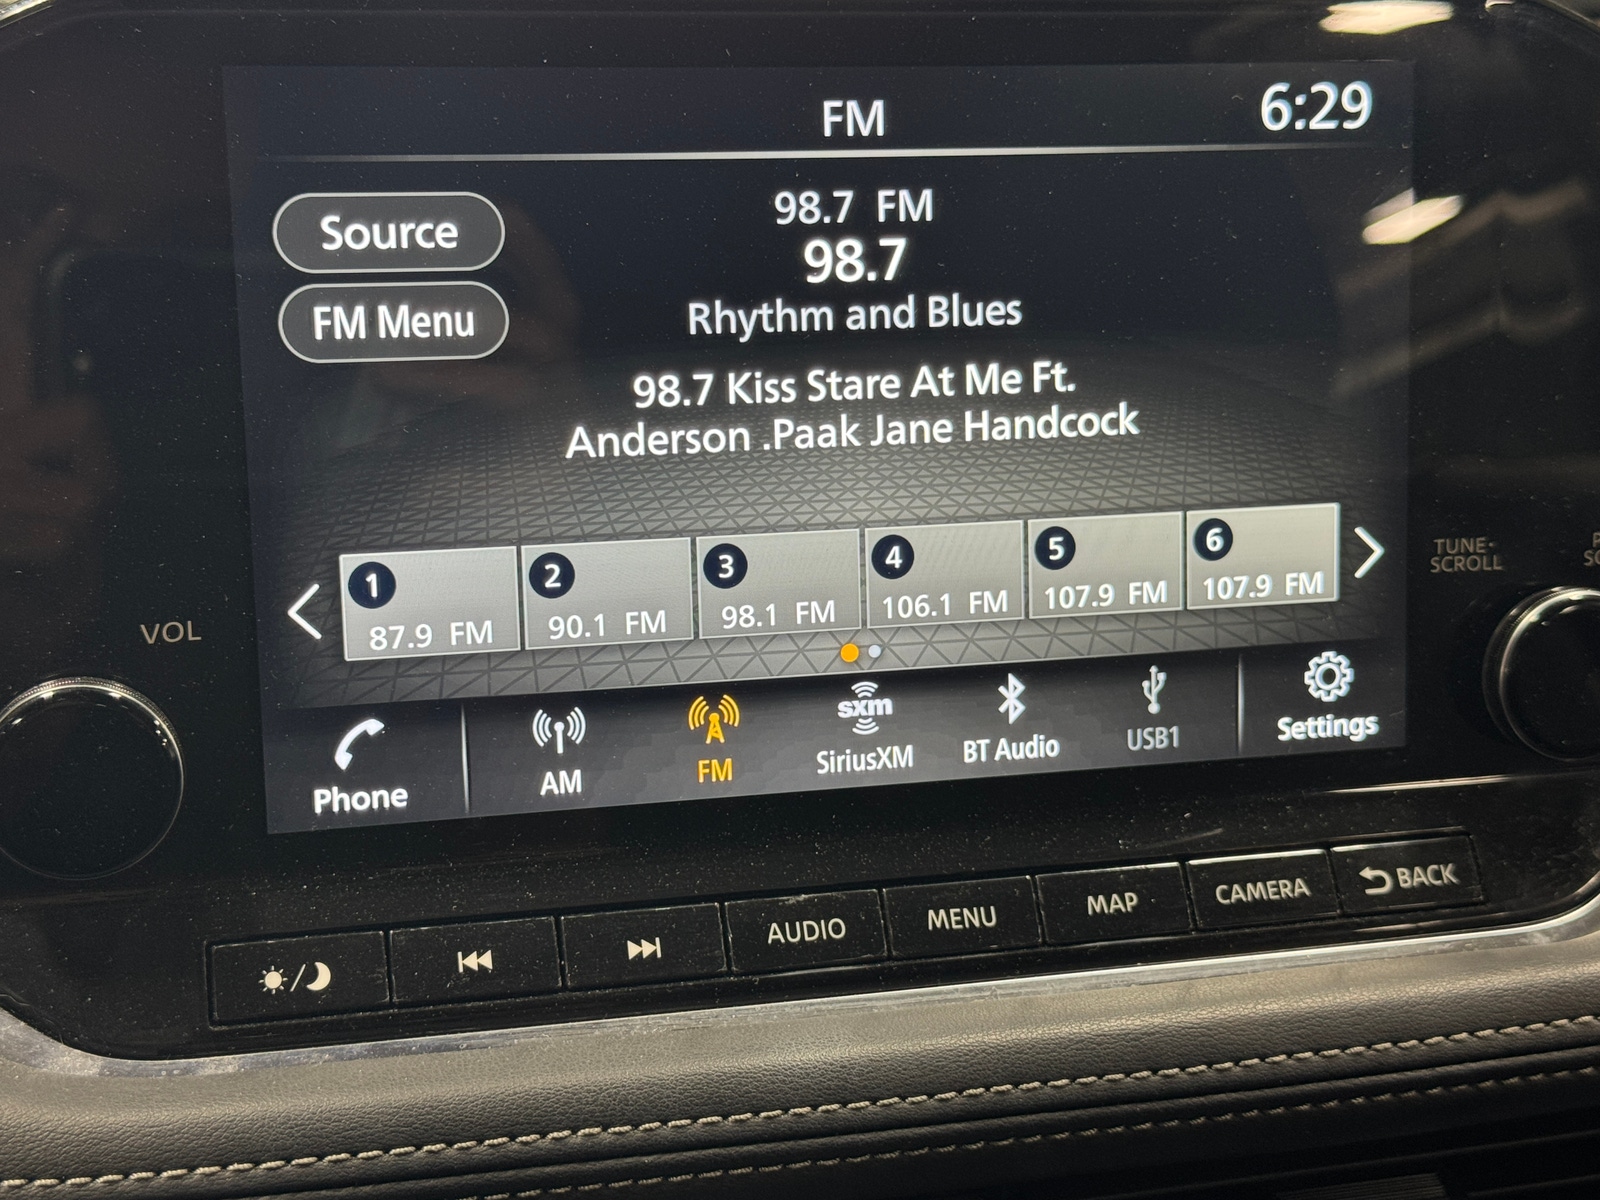 FM
6:29
Source
FM Menu
98.7 FM
98.7
Rhythm and Blues
98.7 Kiss Stare At Me Ft.
Anderson .Paak Jane Handcock
1
87.9 FM
2
90.1 FM
3
98.1 FM
4
106.1 FM
5
107.9 FM
6
107.9 FM
VOL
TUNE·
SCROLL
Phone
AM
FM
sxm
SiriusXM
BT Audio
USB1
Settings
AUDIO
MENU
MAP
CAMERA
BACK